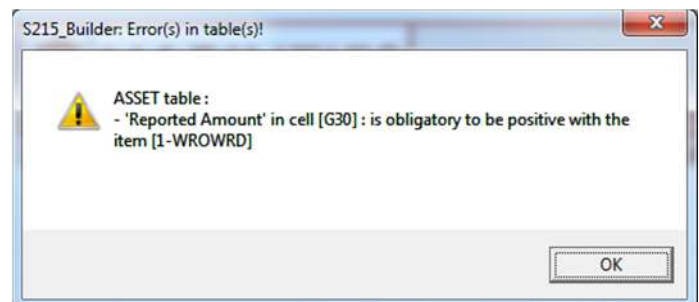 S215_Builder: Error(s) in table(s)!
ASSET table :
- 'Reported Amount' in cell [G30] : is obligatory to be positive with the
item [1-WROWRD]
OK